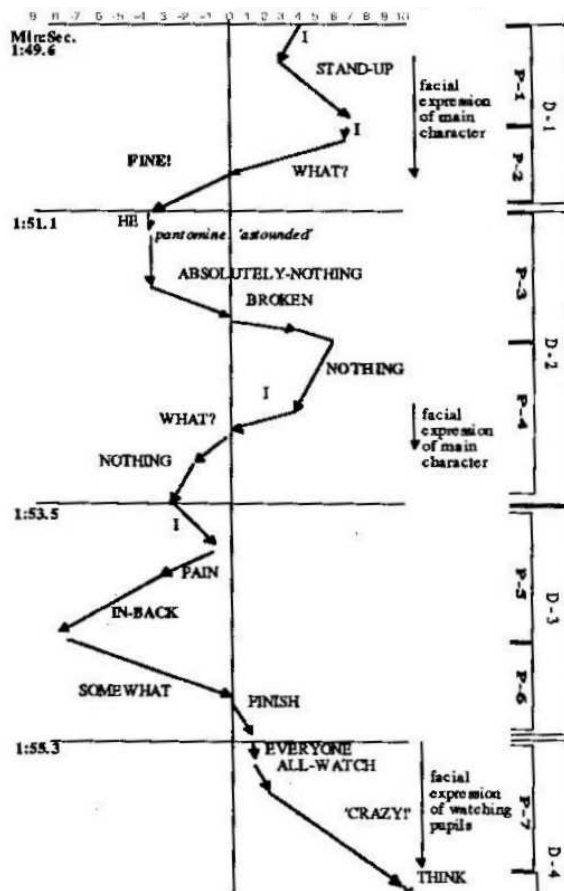 -9 -8 -7 -6 -5 -4 -3 -2 -1 0 1 2 3 4 5 6 7 8 9 10
Min:Sec.
1:49.6
I
STAND-UP
facial
expression
of main
character
P-1
D-1
I
FINE!
WHAT?
P-2
1:51.1
HE
pantomine 'astounded'
ABSOLUTELY-NOTHING
BROKEN
P-3
D-2
NOTHING
I
WHAT?
facial
expression
of main
character
P-4
NOTHING
1:53.5
I
PAIN
IN-BACK
P-5
D-3
SOMEWHAT
FINISH
P-6
1:55.3
EVERYONE
ALL-WATCH
'CRAZY!'
facial
expression
of watching
pupils
P-7
D-4
THINK